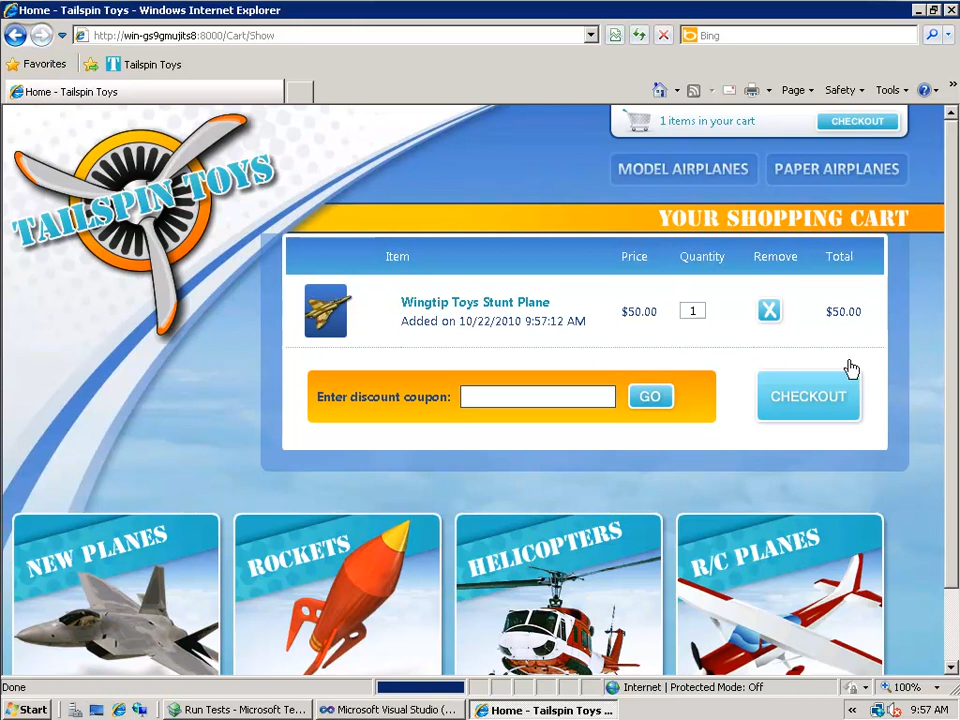 Home - Tailspin Toys - Windows Internet Explorer
http://win-gs9gmujits8:8000/Cart/Show
Bing
Favorites
Tailspin Toys
Home - Tailspin Toys
Page
Safety
Tools
»
1 items in your cart
CHECKOUT
TAILSPIN TOYS
MODEL AIRPLANES
PAPER AIRPLANES
YOUR SHOPPING CART
Item
Price
Quantity
Remove
Total
Wingtip Toys Stunt Plane
Added on 10/22/2010 9:57:12 AM
$50.00
1
X
$50.00
Enter discount coupon:
GO
CHECKOUT
NEW PLANES
ROCKETS
HELICOPTERS
R/C PLANES
Done
Internet | Protected Mode: Off
100%
Start
Run Tests - Microsoft Te...
Microsoft Visual Studio (...
Home - Tailspin Toys ...
«
9:57 AM